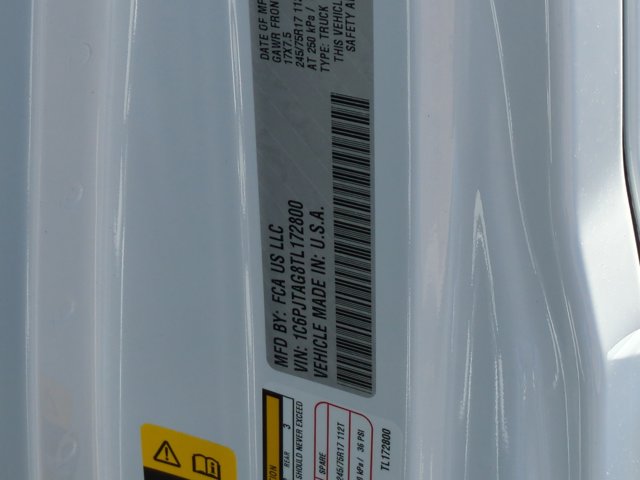 MFD BY: FCA US LLC
VIN: 1C6PJTAG8TL172800
VEHICLE MADE IN: U.S.A.
DATE OF MF
GAWR FRON
17X7.5
245/75R17 112
AT 250 kPa /
TYPE: TRUCK
THIS VEHICL
SAFETY A
REAR 3
SHOULD NEVER EXCEED
SPARE
245/75R17 112T
kPa / 36 PSI
TL172800